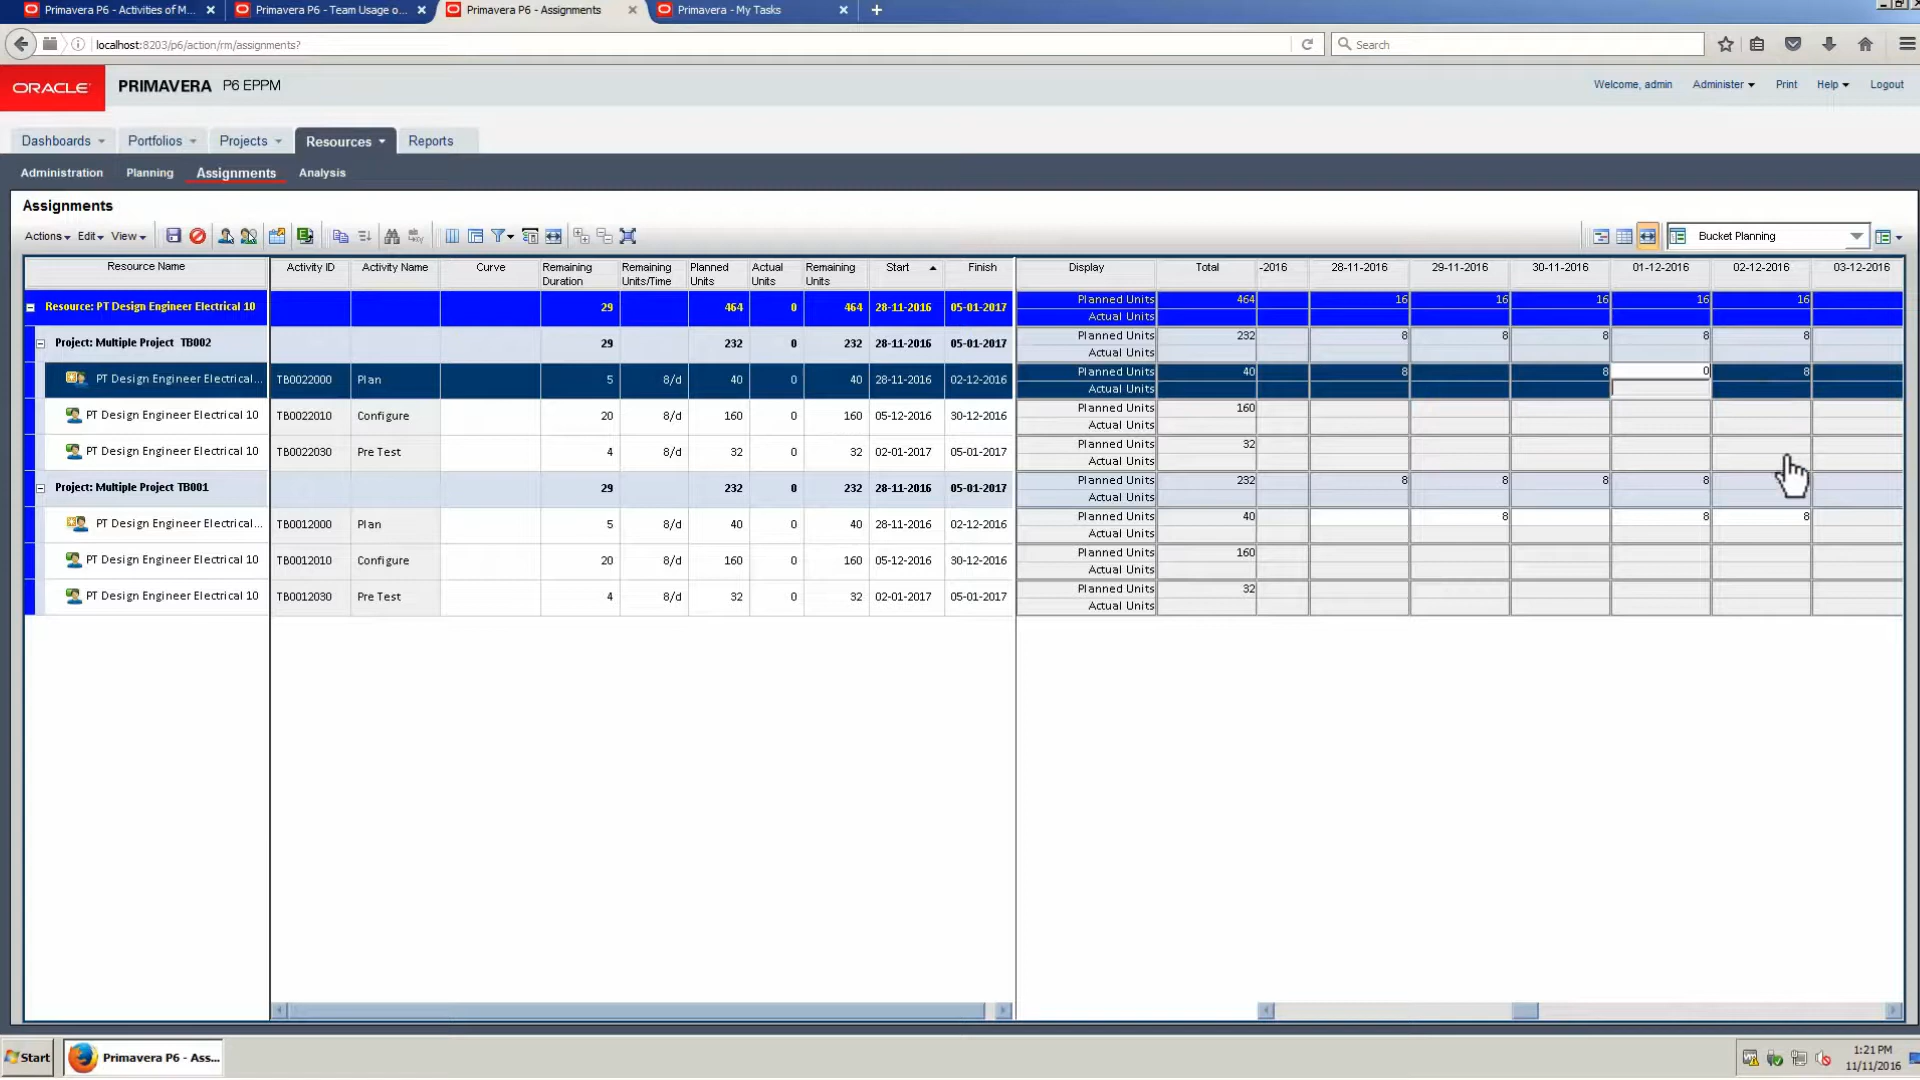 Primavera P6 - Activities of M...
Primavera P6 - Team Usage o...
Primavera P6 - Assignments
Primavera - My Tasks
localhost:8203/p6/action/rm/assignments?
Search
ORACLE
PRIMAVERA P6 EPPM
Welcome, admin
Administer
Print
Help
Logout
Dashboards
Portfolios
Projects
Resources
Reports
Administration
Planning
Assignments
Analysis
Assignments
Actions
Edit
View
Bucket Planning
Resource Name Activity ID Activity Name Curve Remaining Duration Remaining Units/Time Planned Units Actual Units Remaining Units Start Finish Display Total -2016 28-11-2016 29-11-2016 30-11-2016 01-12-2016 02-12-2016 03-12-2016
Resource: PT Design Engineer Electrical 10 29 464 0 464 28-11-2016 05-01-2017 Planned Units 464 16 16 16 16 16
Actual Units
Project: Multiple Project TB002 29 232 0 232 28-11-2016 05-01-2017 Planned Units 232 8 8 8 8 8
Actual Units
PT Design Engineer Electrical... TB0022000 Plan 5 8/d 40 0 40 28-11-2016 02-12-2016 Planned Units 40 8 8 0 8
Actual Units
PT Design Engineer Electrical 10 TB0022010 Configure 20 8/d 160 0 160 05-12-2016 30-12-2016 Planned Units 160
Actual Units
PT Design Engineer Electrical 10 TB0022030 Pre Test 4 8/d 32 0 32 02-01-2017 05-01-2017 Planned Units 32
Actual Units
Project: Multiple Project TB001 29 232 0 232 28-11-2016 05-01-2017 Planned Units 232 8 8 8 8 8
Actual Units
PT Design Engineer Electrical... TB0012000 Plan 5 8/d 40 0 40 28-11-2016 02-12-2016 Planned Units 40 8 8 8
Actual Units
PT Design Engineer Electrical 10 TB0012010 Configure 20 8/d 160 0 160 05-12-2016 30-12-2016 Planned Units 160
Actual Units
PT Design Engineer Electrical 10 TB0012030 Pre Test 4 8/d 32 0 32 02-01-2017 05-01-2017 Planned Units 32
Actual Units
Start
Primavera P6 - Ass...
1:21 PM
11/11/2016